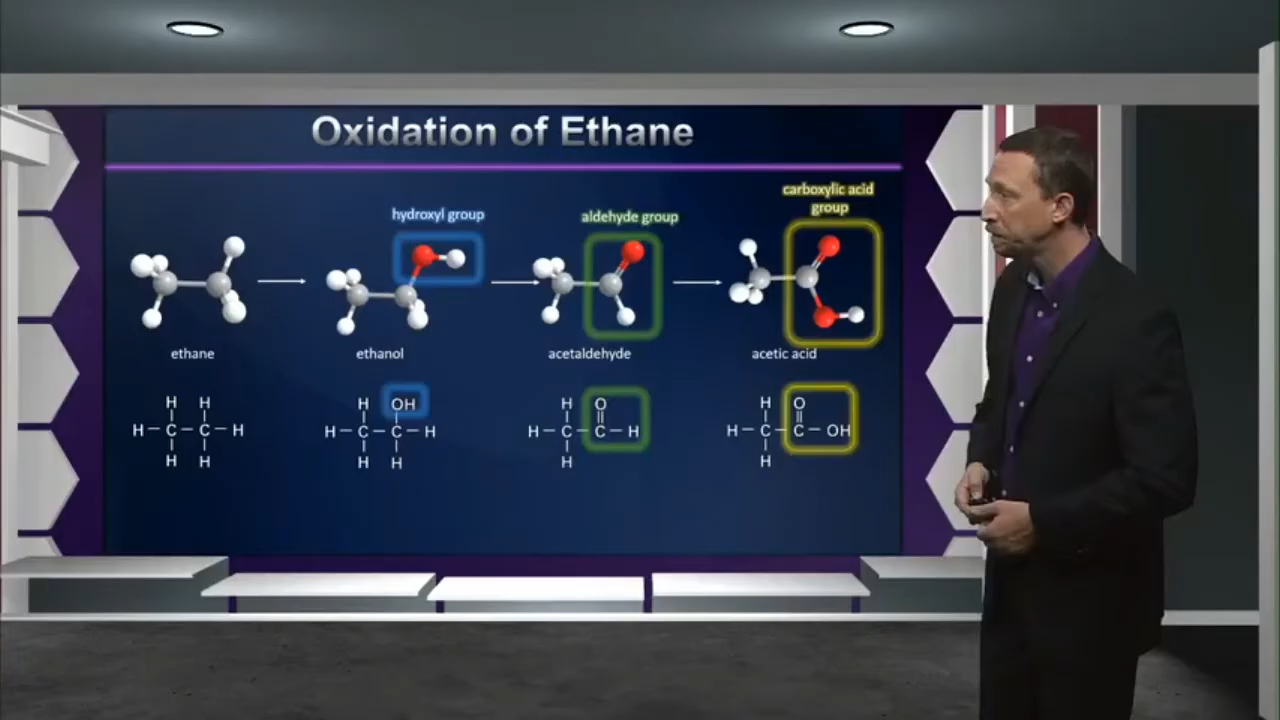 Oxidation of Ethane
hydroxyl group
aldehyde group
carboxylic acid
group
ethane
ethanol
acetaldehyde
acetic acid
H H
H C C H
H H
H OH
H C C H
H H
H O
H C C H
H
H O
H C C OH
H